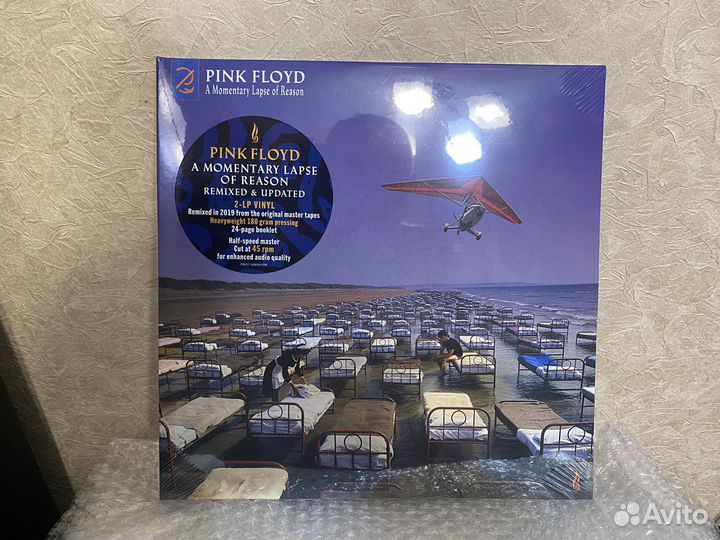 PINK FLOYD
A Momentary Lapse of Reason
PINK FLOYD
A MOMENTARY LAPSE
OF REASON
REMIXED & UPDATED
2-LP VINYL
Remixed in 2019 from the original master tapes
Heavyweight 180 gram pressing
24-page booklet
Half-speed master
Cut at 45 rpm
for enhanced audio quality
Avito